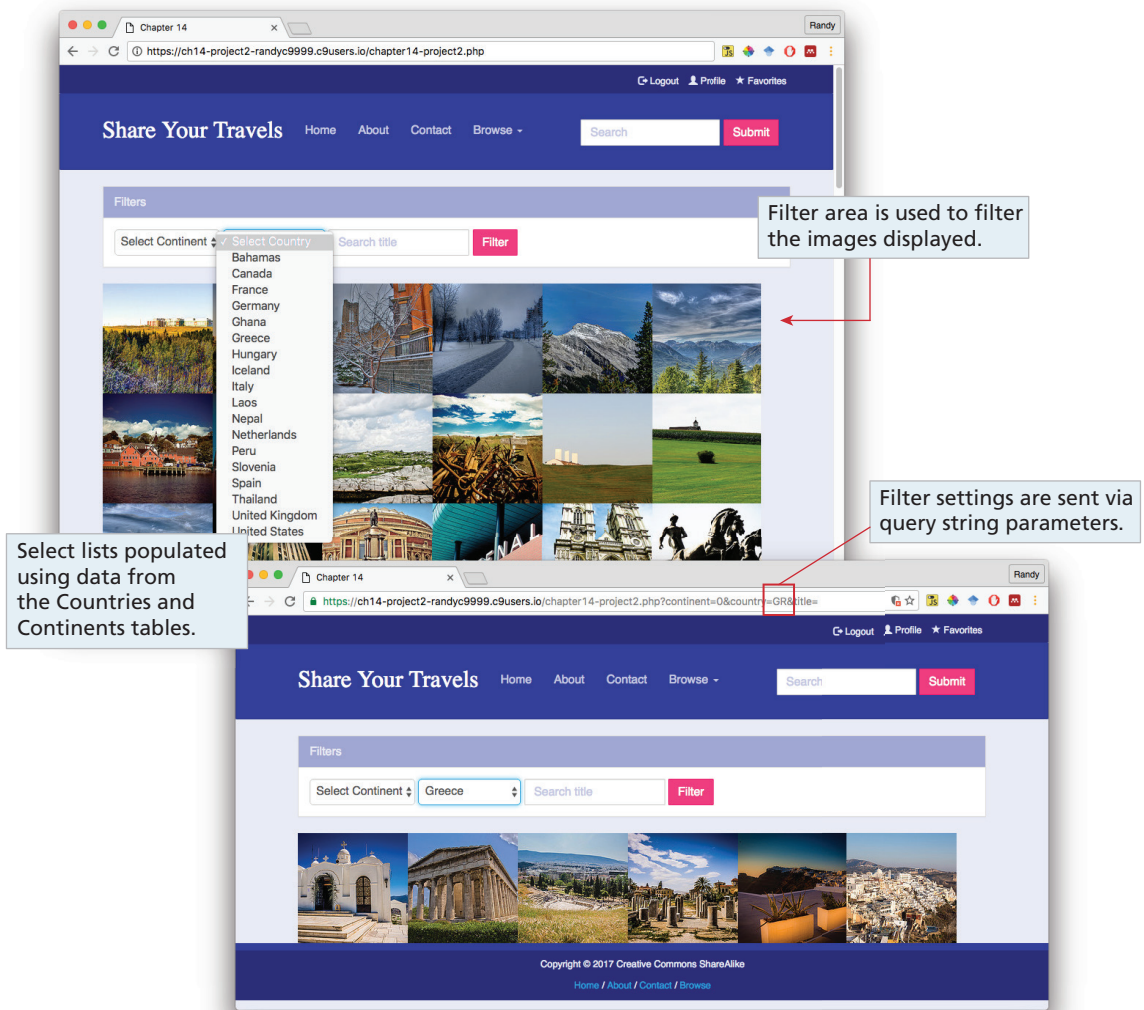 Chapter 14
Randy
https://ch14-project2-randyc9999.c9users.io/chapter14-project2.php
Logout Profile Favorites
Share Your Travels Home About Contact Browse
Search Submit
Filters
Select Continent
✓ Select Country
Search title
Filter
Bahamas
Canada
France
Germany
Ghana
Greece
Hungary
Iceland
Italy
Laos
Nepal
Netherlands
Peru
Slovenia
Spain
Thailand
United Kingdom
United States
Filter area is used to filter
the images displayed.
Filter settings are sent via
query string parameters.
Select lists populated
using data from
the Countries and
Continents tables.
Chapter 14
Randy
https://ch14-project2-randyc9999.c9users.io/chapter14-project2.php?continent=0&country=GR&title=
Logout Profile Favorites
Share Your Travels Home About Contact Browse
Search Submit
Filters
Select Continent Greece Search title Filter
Copyright © 2017 Creative Commons ShareAlike
Home / About / Contact / Browse